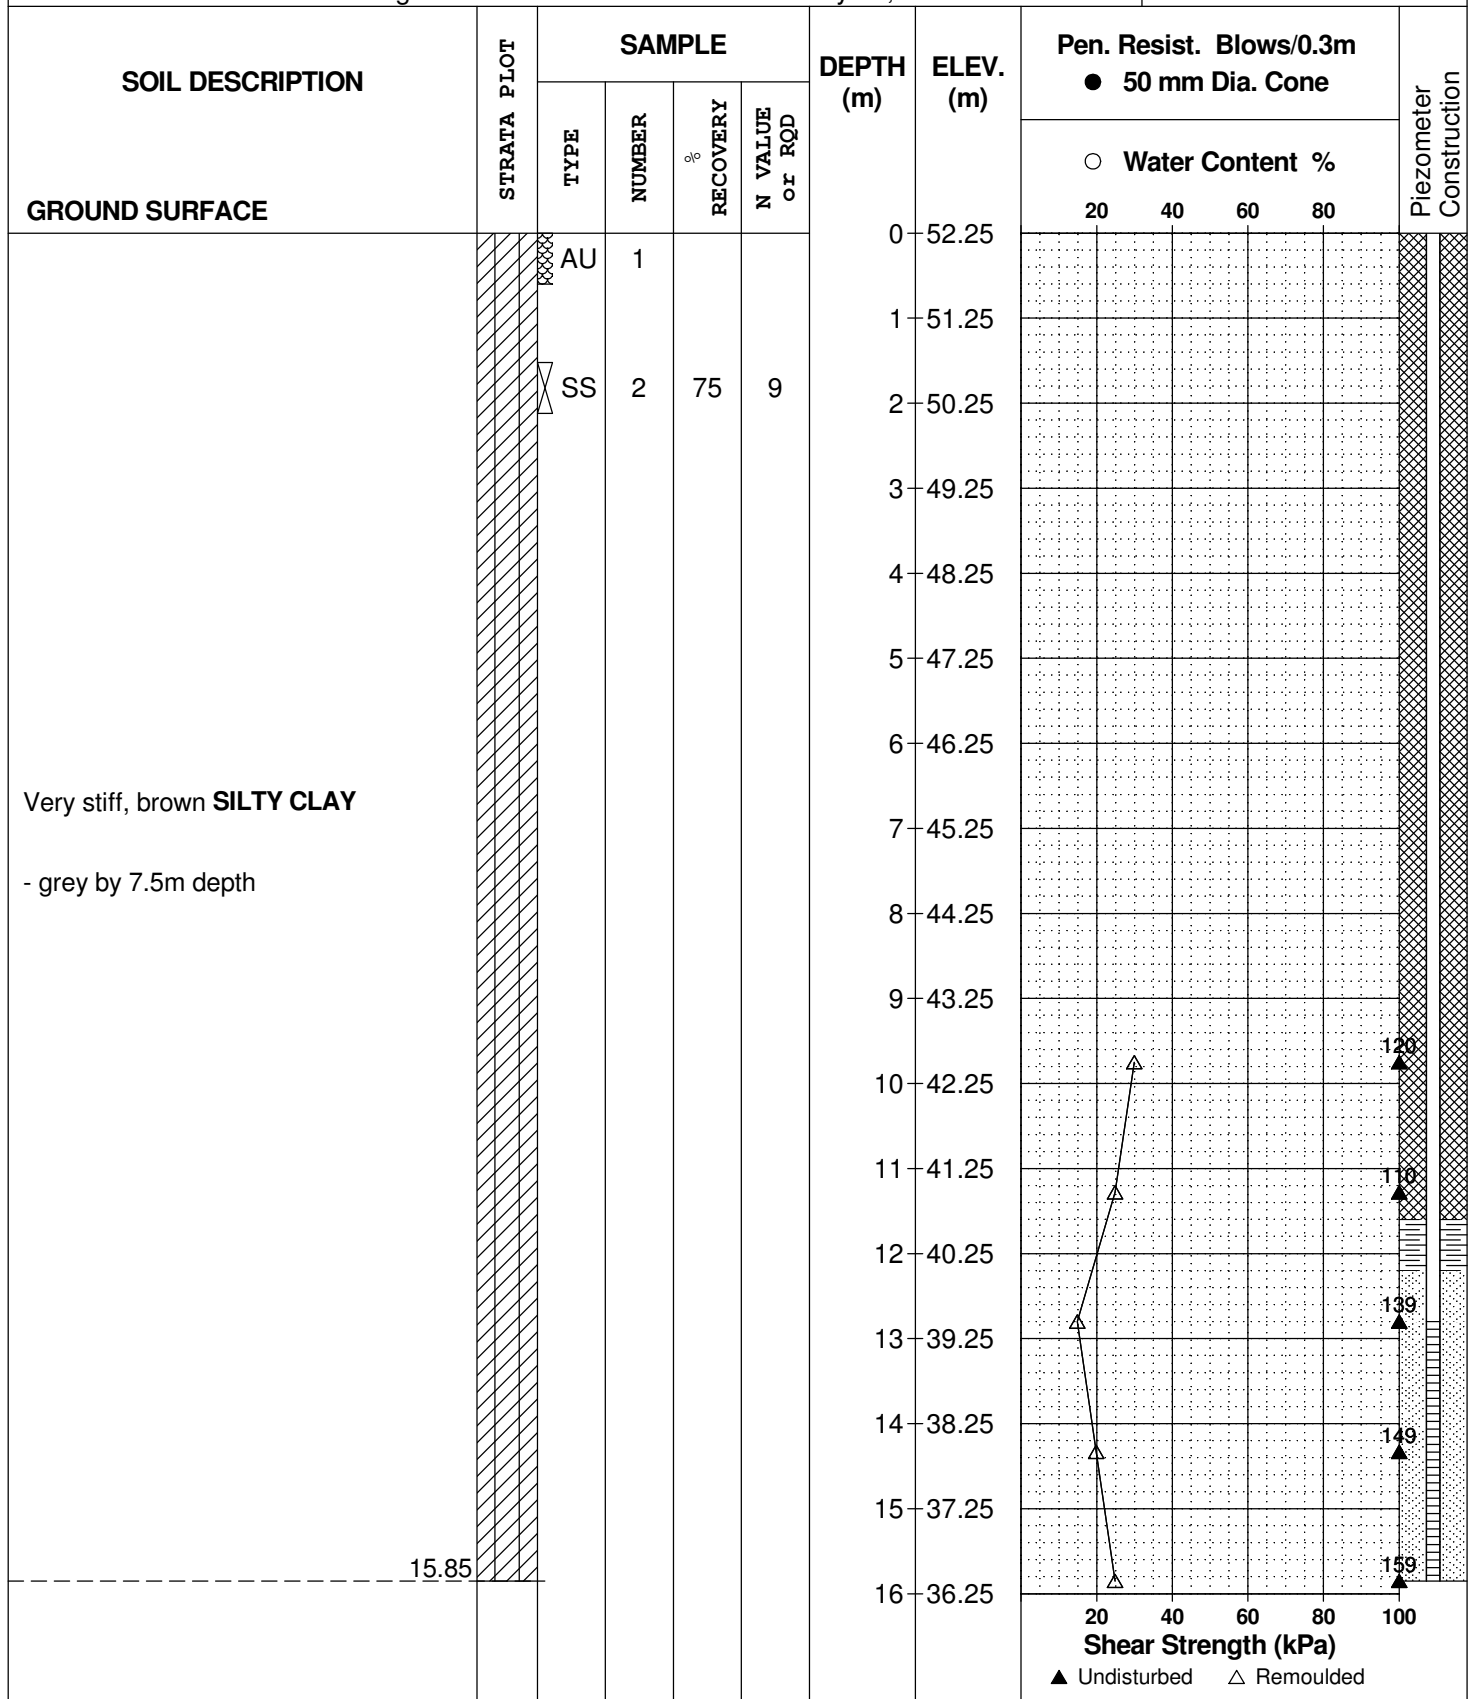 SOIL DESCRIPTION
GROUND SURFACE
STRATA PLOT
SAMPLE
TYPE
NUMBER
% RECOVERY
N VALUE or RQD
DEPTH (m)
ELEV. (m)
Pen. Resist. Blows/0.3m
● 50 mm Dia. Cone
○ Water Content %
20 40 60 80
Piezometer Construction
0 52.25
AU 1
1 51.25
SS 2 75 9
2 50.25
3 49.25
4 48.25
5 47.25
6 46.25
Very stiff, brown SILTY CLAY
7 45.25
- grey by 7.5m depth
8 44.25
9 43.25
120
10 42.25
11 41.25
110
12 40.25
139
13 39.25
14 38.25
149
15 37.25
15.85
159
16 36.25
20 40 60 80 100
Shear Strength (kPa)
▲ Undisturbed △ Remoulded